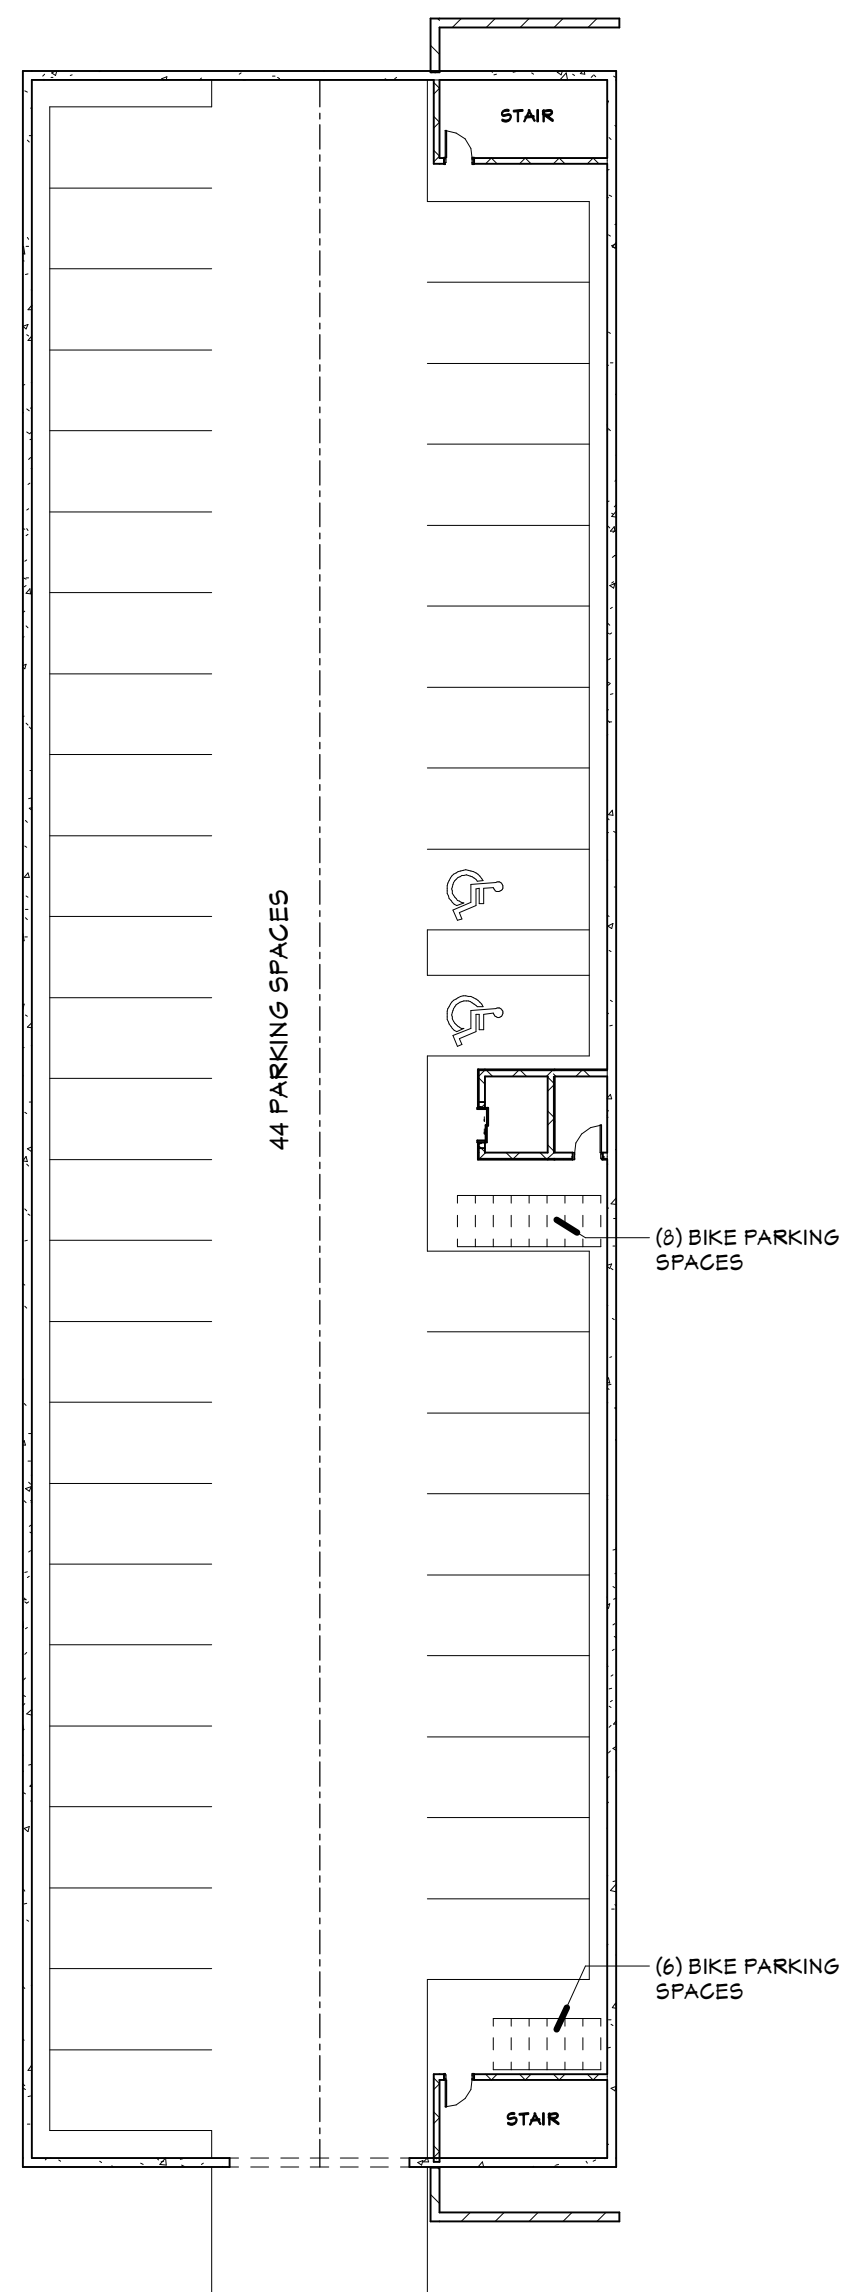 STAIR
44 PARKING SPACES
(8) BIKE PARKING
SPACES
(6) BIKE PARKING
SPACES
STAIR